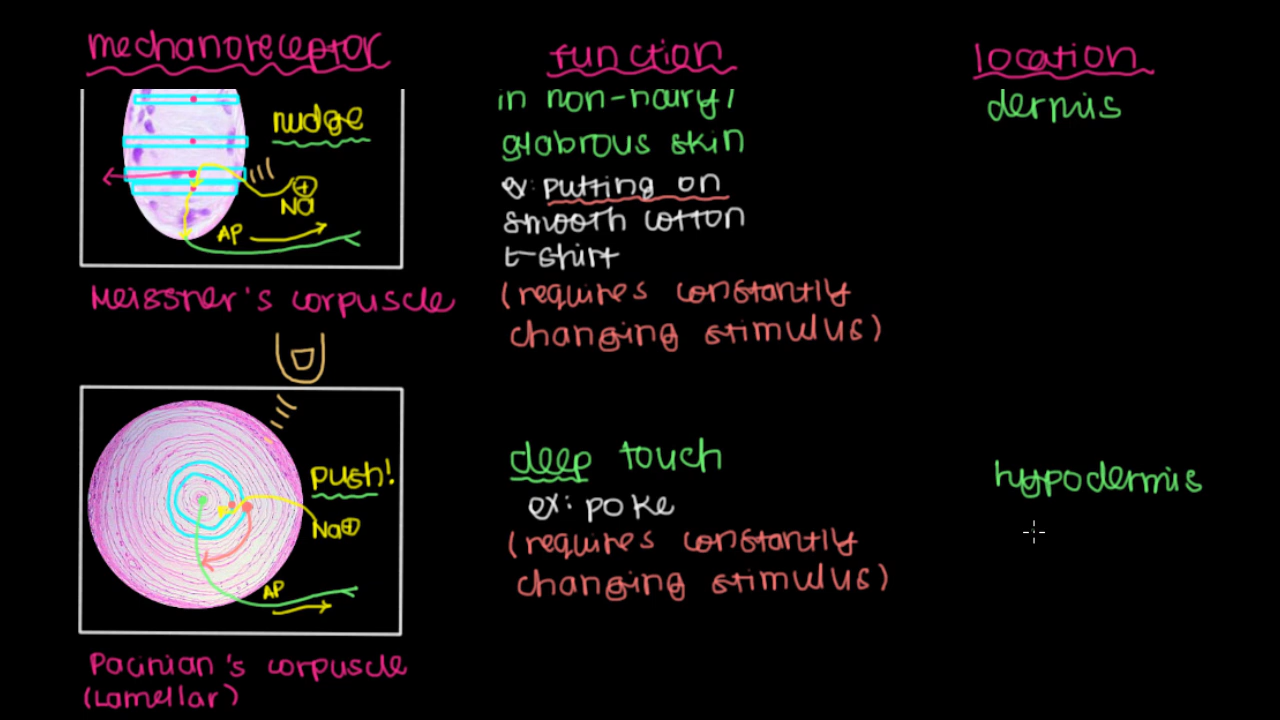 mechanoreceptor function location
in non-hairy/
dermis
nudge
glabrous skin
ex: putting on
Na +
smooth cotton
AP
t-shirt
Meissner's corpuscle
(requires constantly
changing stimulus)
deep touch
push!
hypodermis
ex: poke
Na+
(requires constantly
changing stimulus)
AP
Pacinian's corpuscle
(Lamellar)